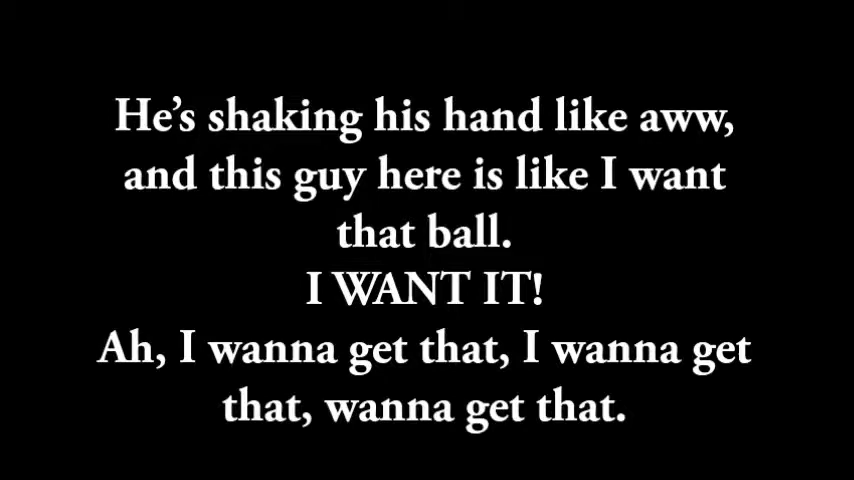 He’s shaking his hand like aww,
and this guy here is like I want
that ball.
I WANT IT!
Ah, I wanna get that, I wanna get
that, wanna get that.